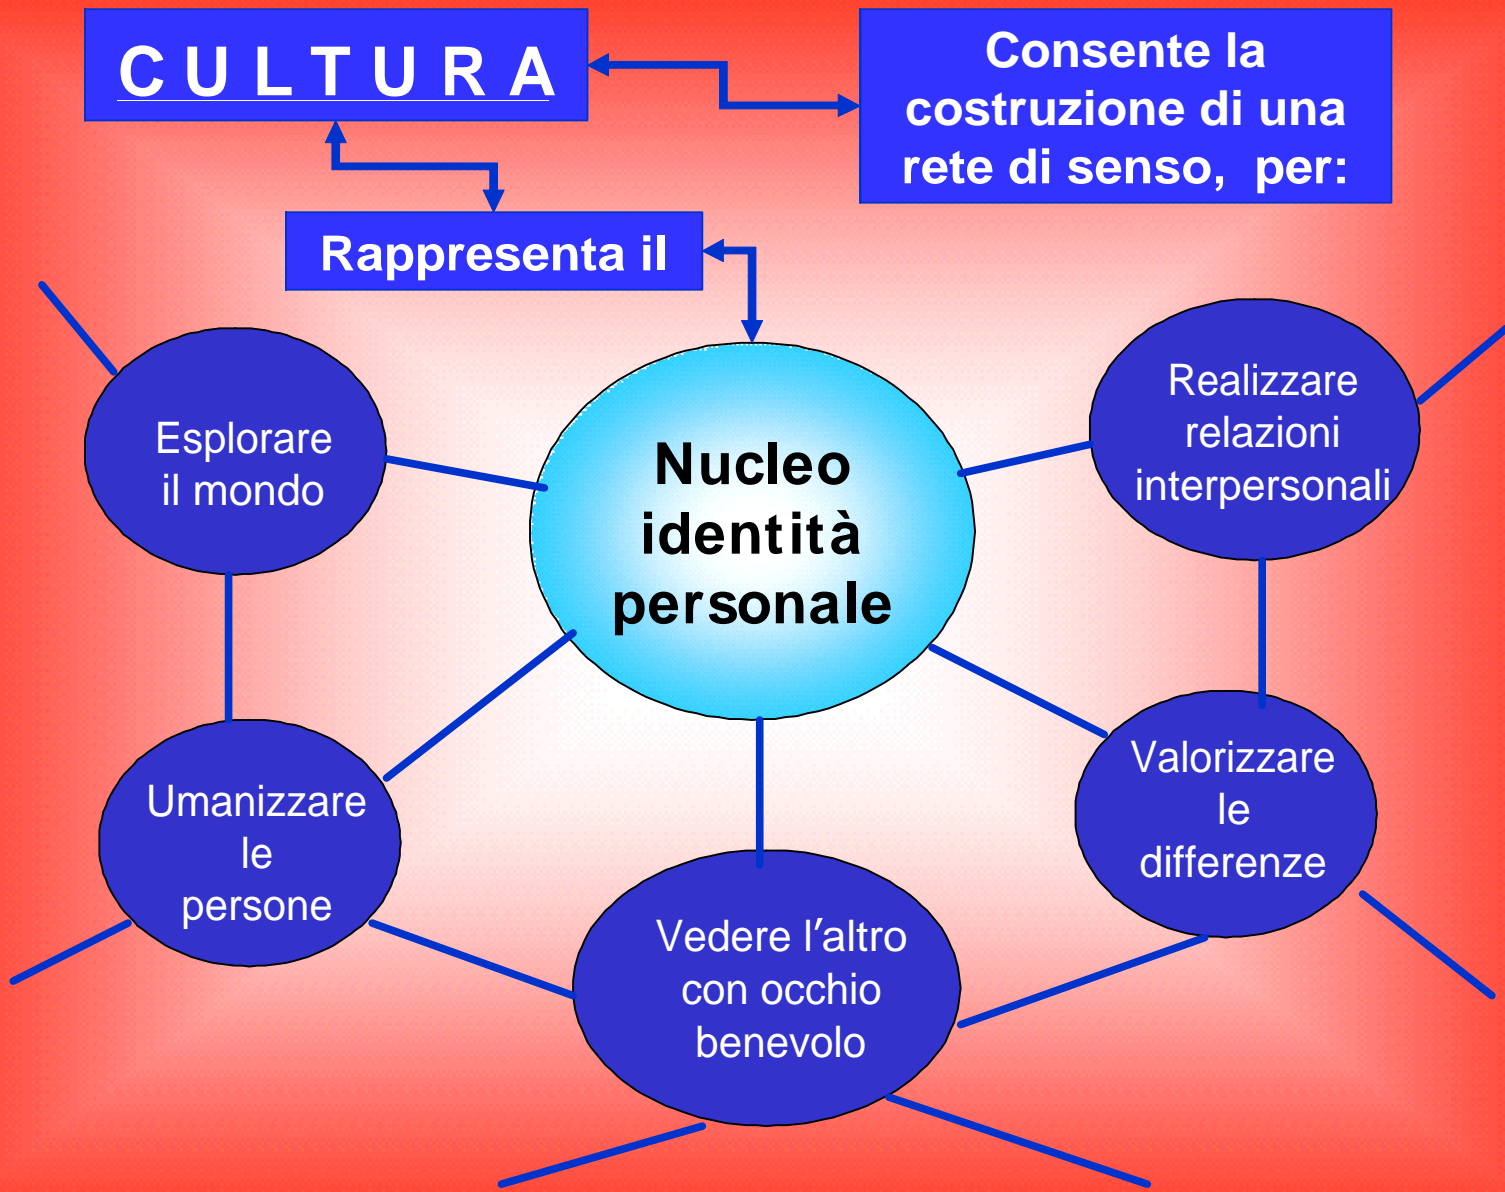 CULTURA
Consente la
costruzione di una
rete di senso, per:
Rappresenta il
Nucleo
identità
personale
Esplorare
il mondo
Realizzare
relazioni
interpersonali
Umanizzare
le
persone
Valorizzare
le
differenze
Vedere l’altro
con occhio
benevolo